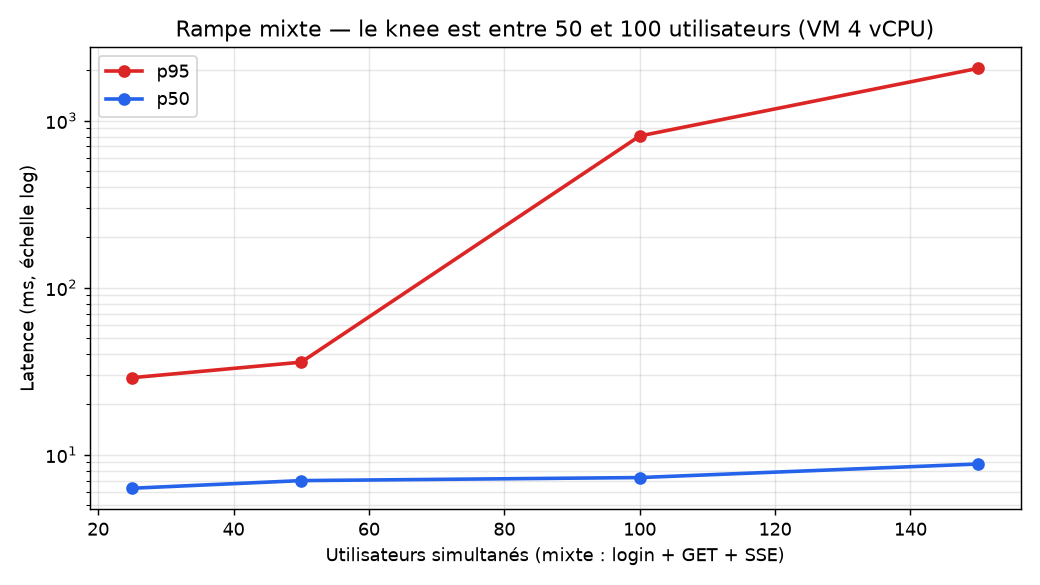 Rampe mixte — le knee est entre 50 et 100 utilisateurs (VM 4 vCPU)
p95
p50
Latence (ms, échelle log)
10³
10²
10¹
20 40 60 80 100 120 140
Utilisateurs simultanés (mixte : login + GET + SSE)